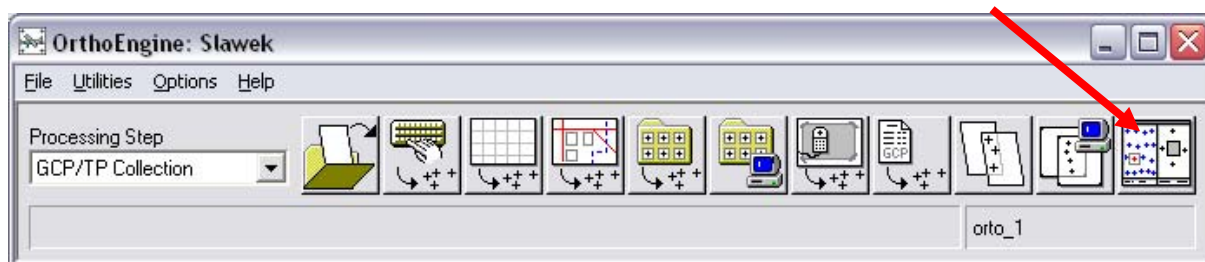 OrthoEngine: Slawek
File Utilities Options Help
Processing Step
GCP/TP Collection
GCP
orto_1